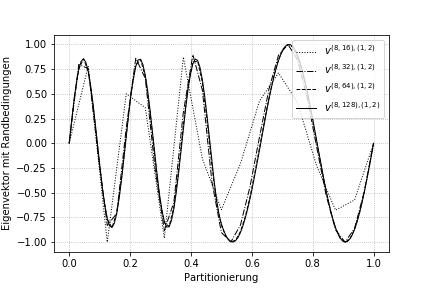 Eigenvektor mit Randbedingungen
1.00
0.75
0.50
0.25
0.00
−0.25
−0.50
−0.75
−1.00
v^(8,16),(1,2)
v^(8,32),(1,2)
v^(8,64),(1,2)
v^(8,128),(1,2)
0.0 0.2 0.4 0.6 0.8 1.0
Partitionierung